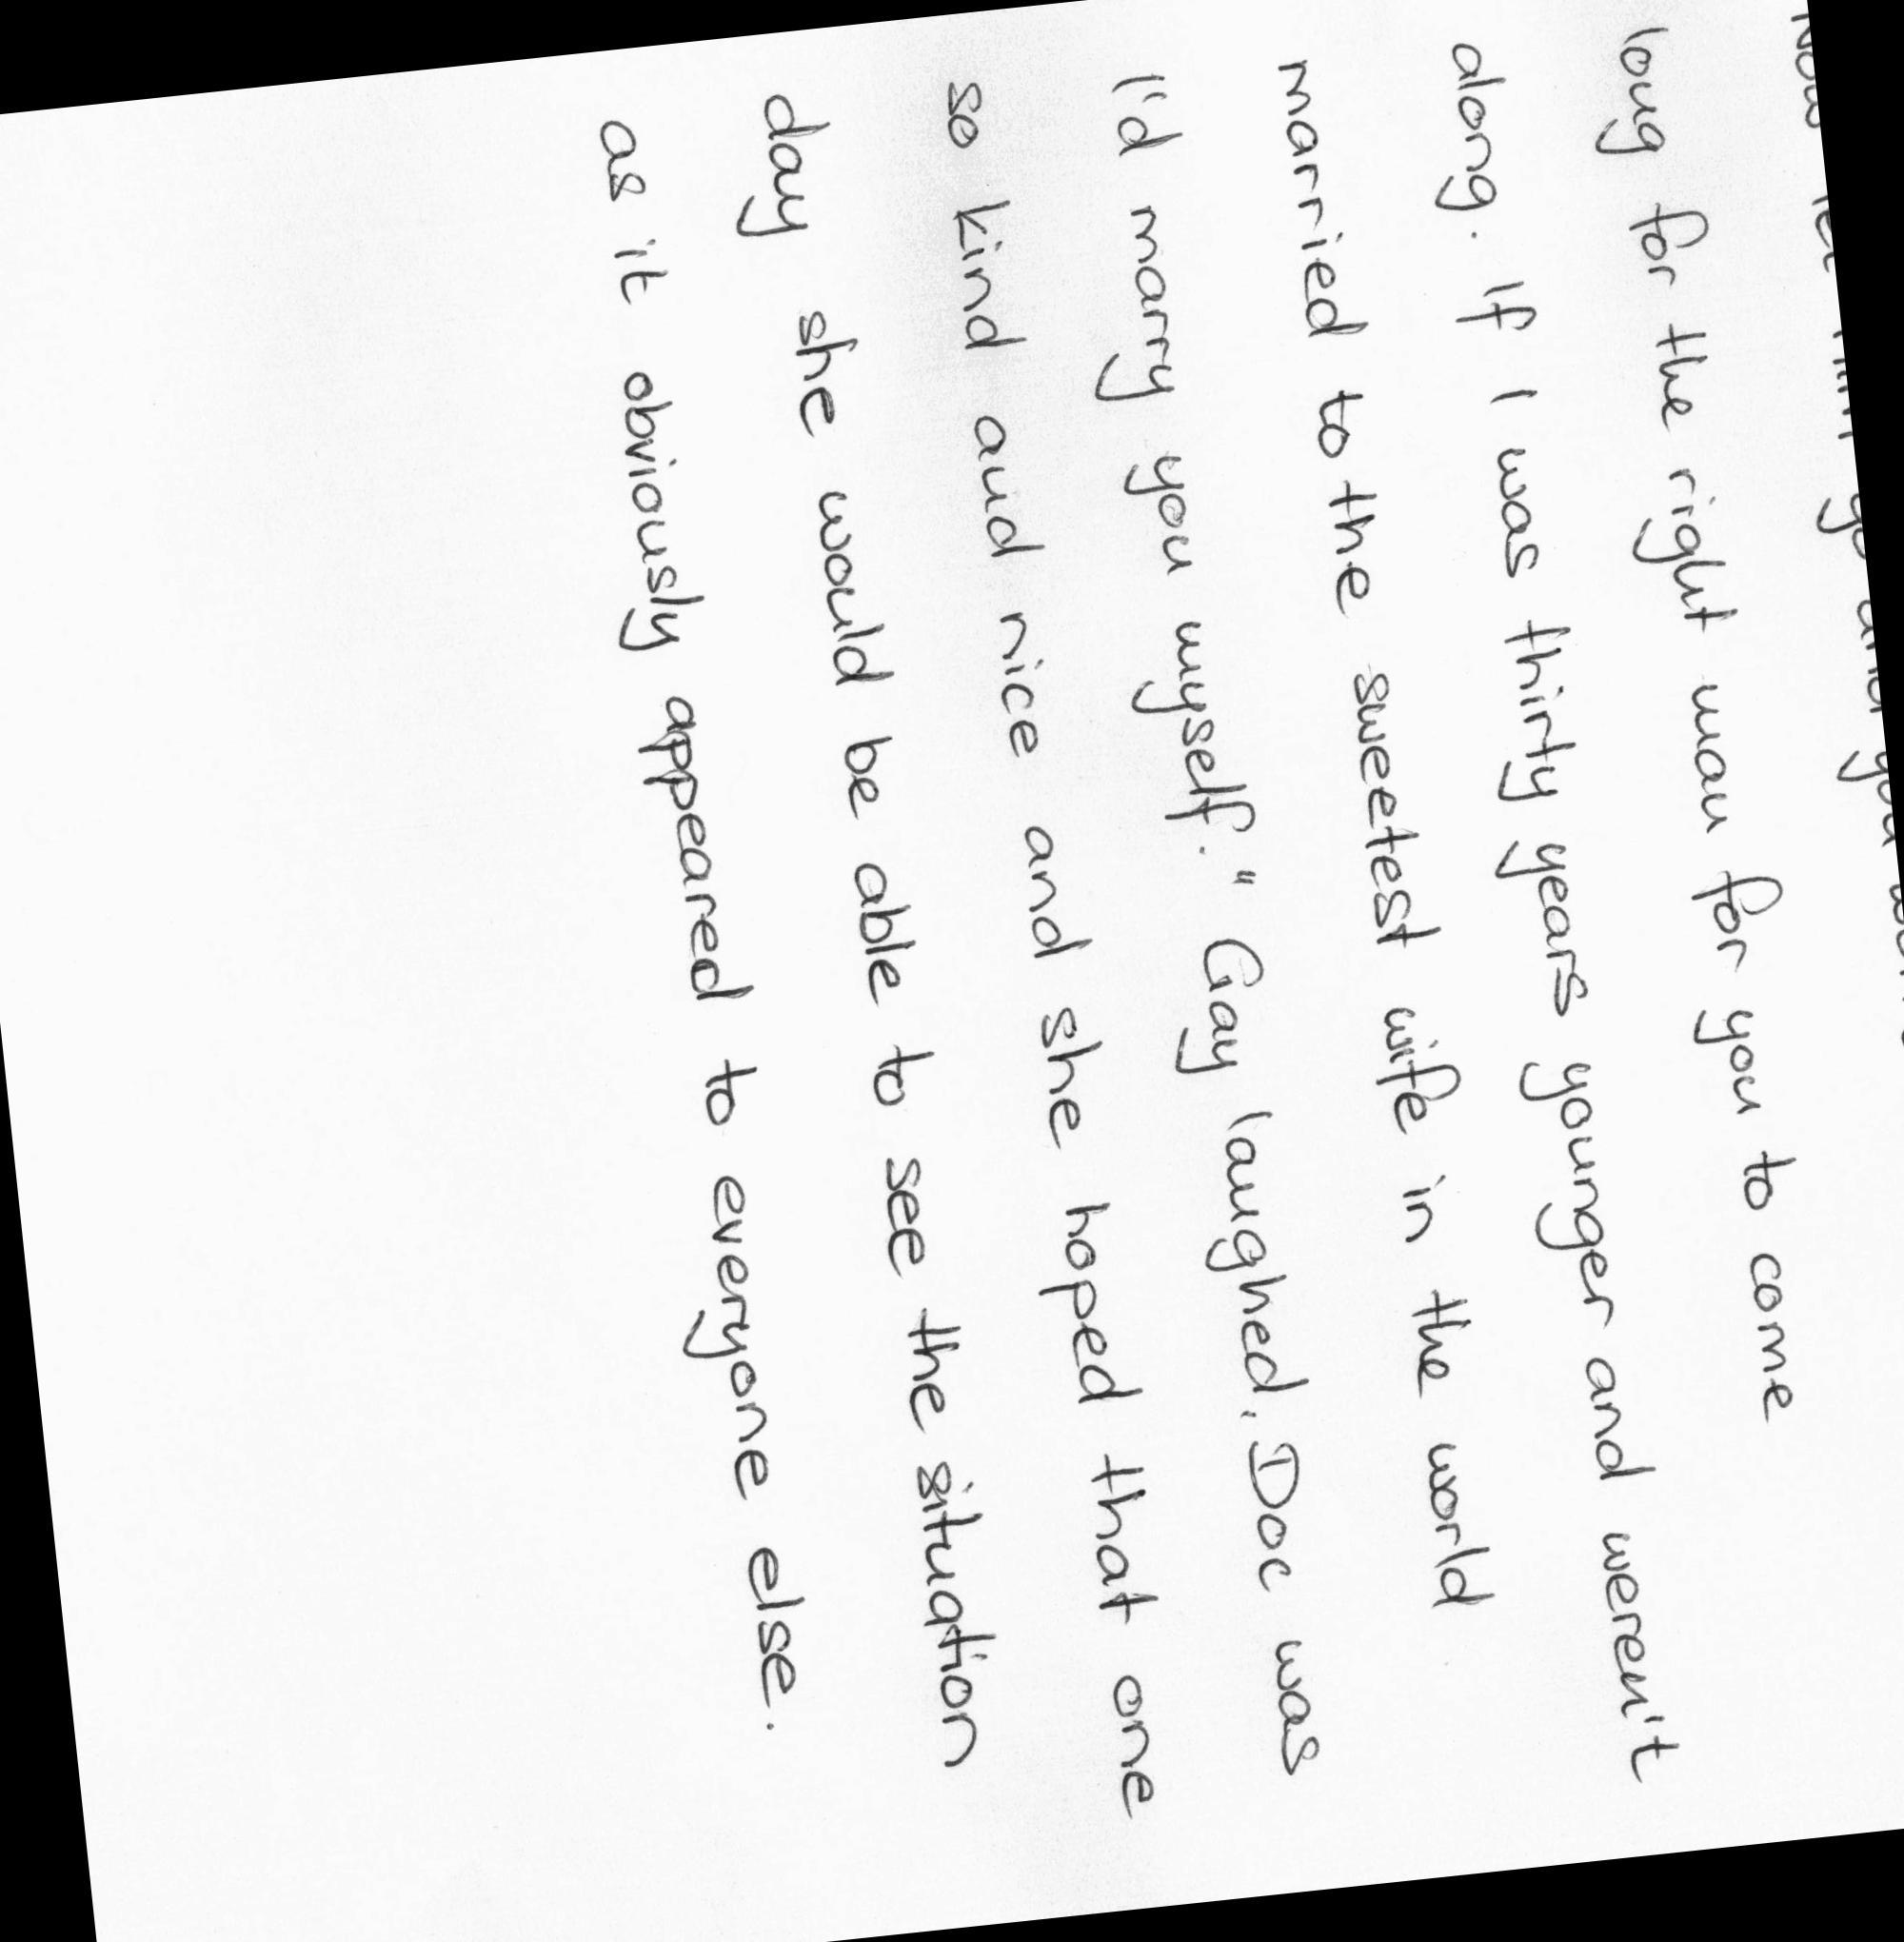 long for the right man for you to come
along. If I was thirty years younger and weren't
married to the sweetest wife in the world
I'd marry you myself." Gay laughed. Doc was
so kind and nice and she hoped that one
day she would be able to see the situation
as it obviously appeared to everyone else.